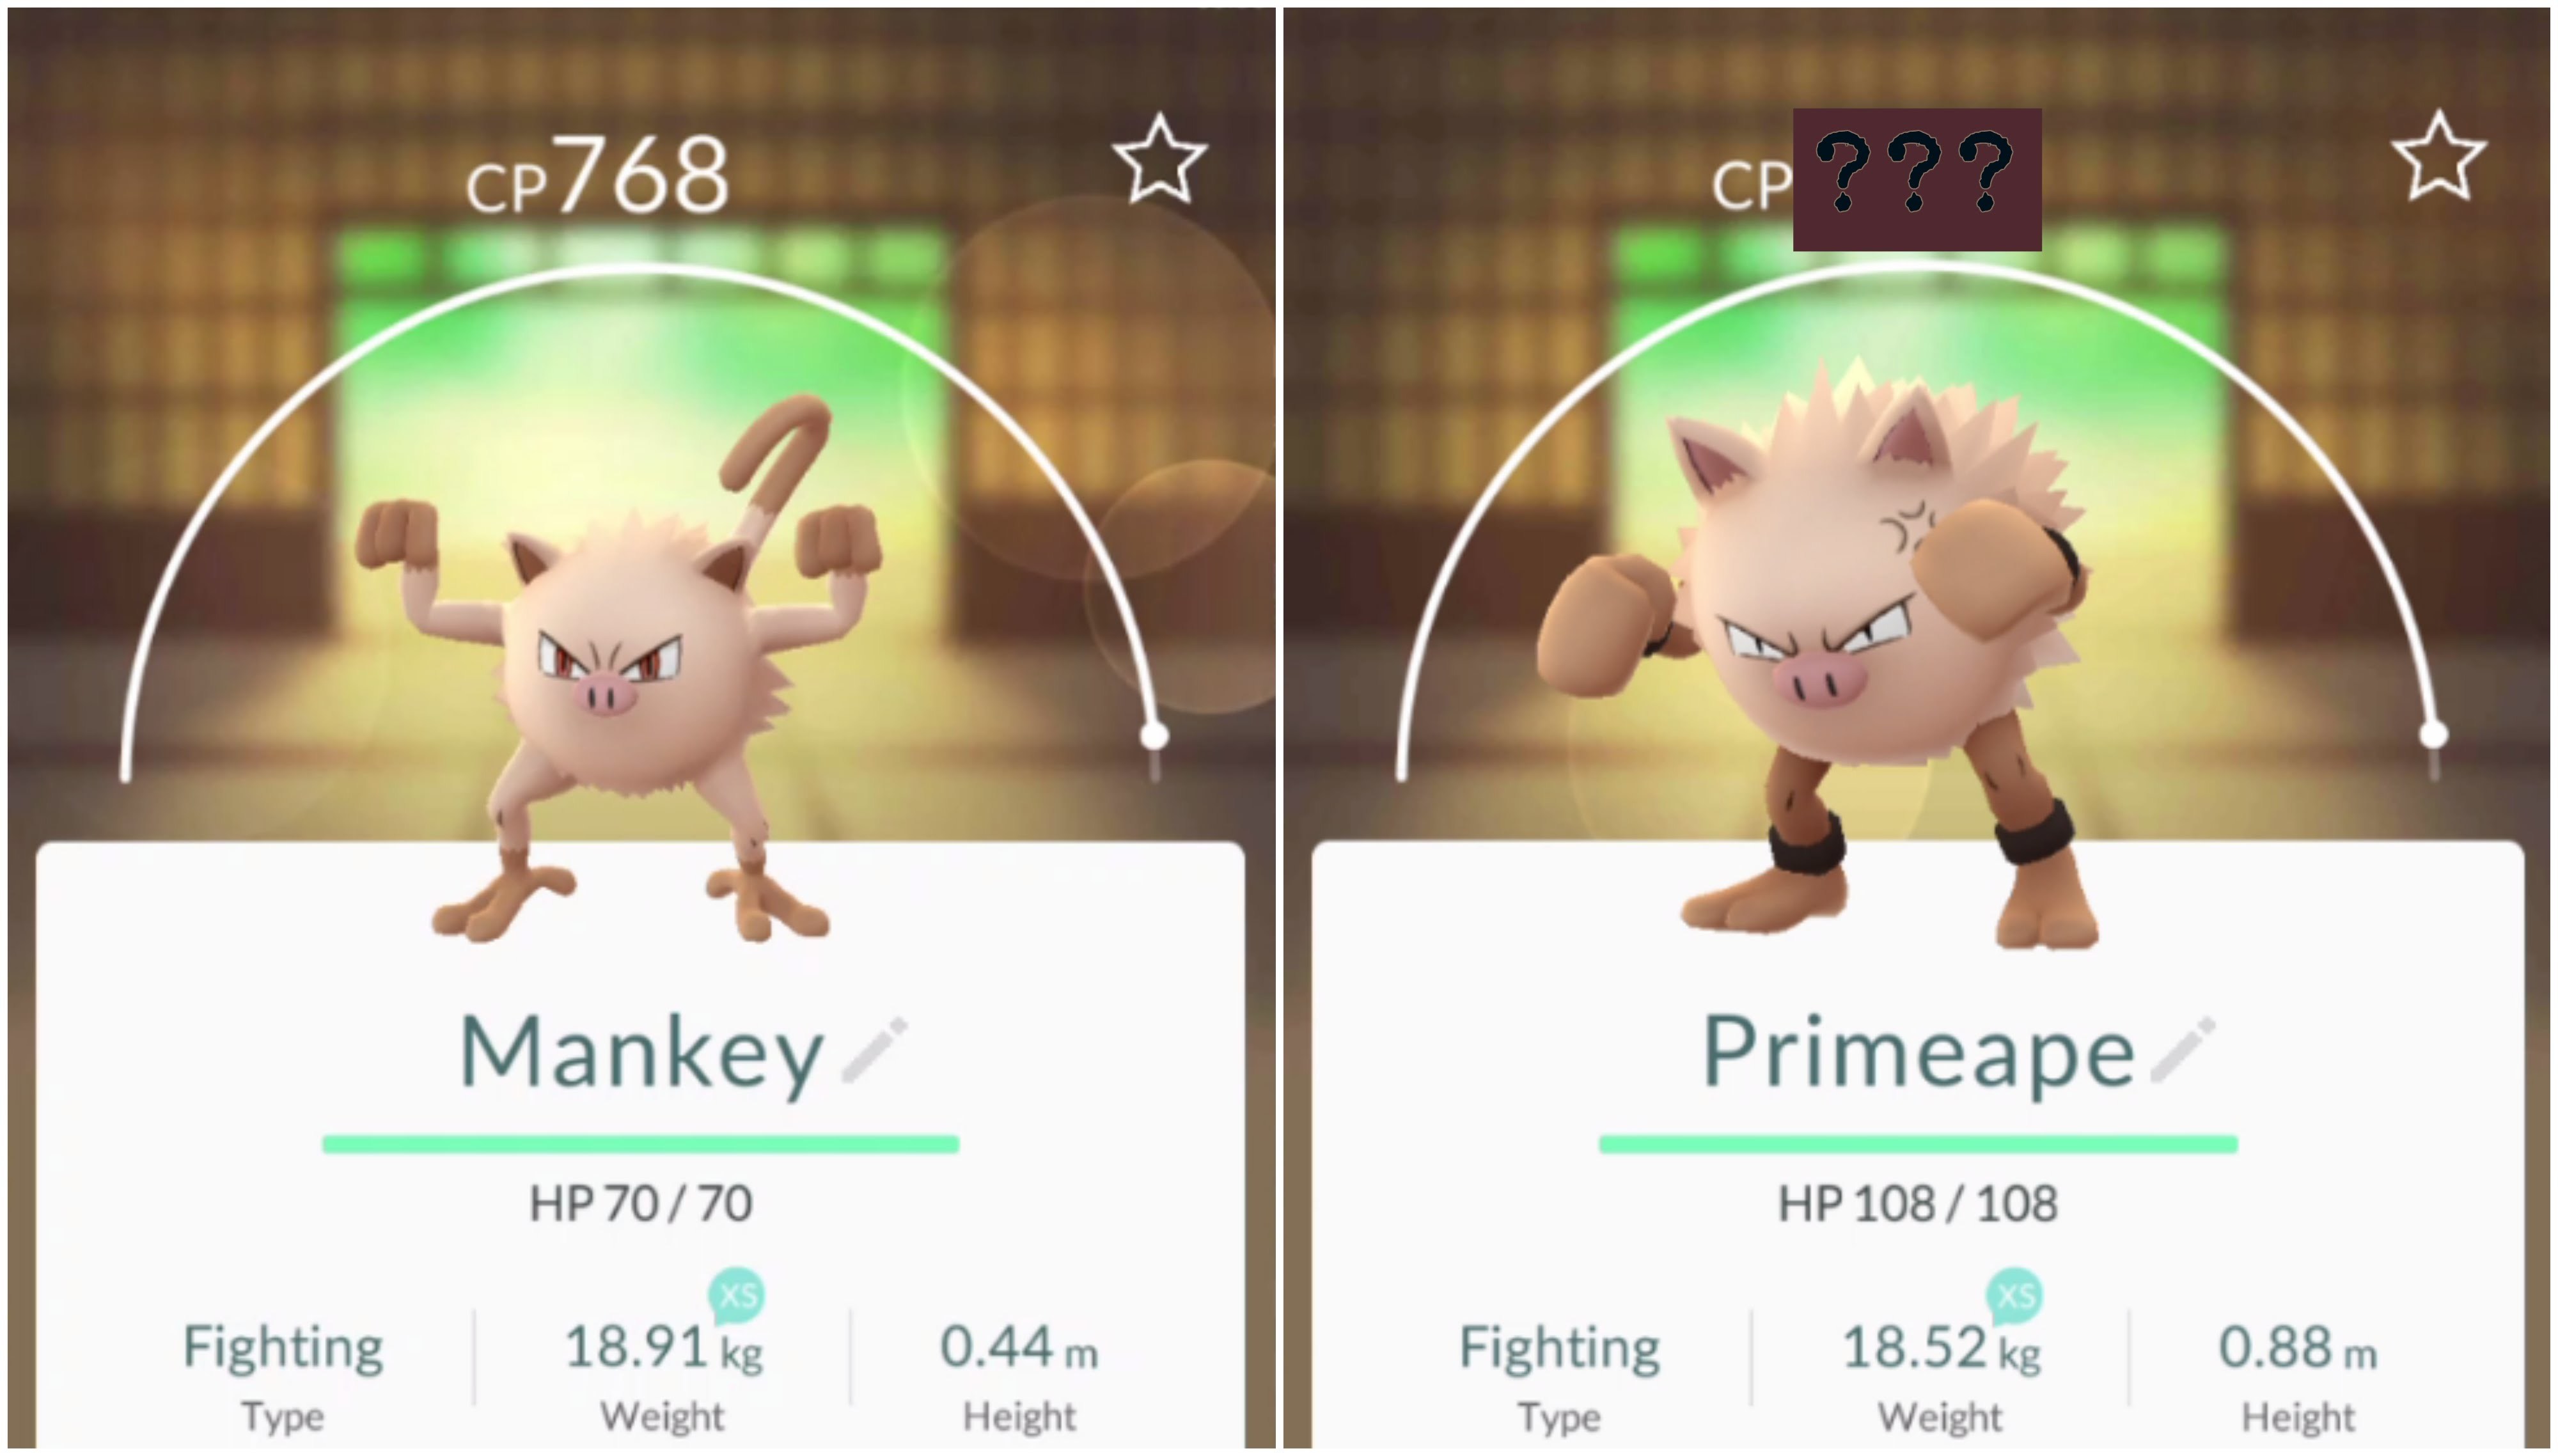 CP768
Mankey
HP 70 / 70
XS
Fighting
18.91 kg
0.44 m
Type
Weight
Height
CP ???
Primeape
HP 108 / 108
XS
Fighting
18.52 kg
0.88 m
Type
Weight
Height